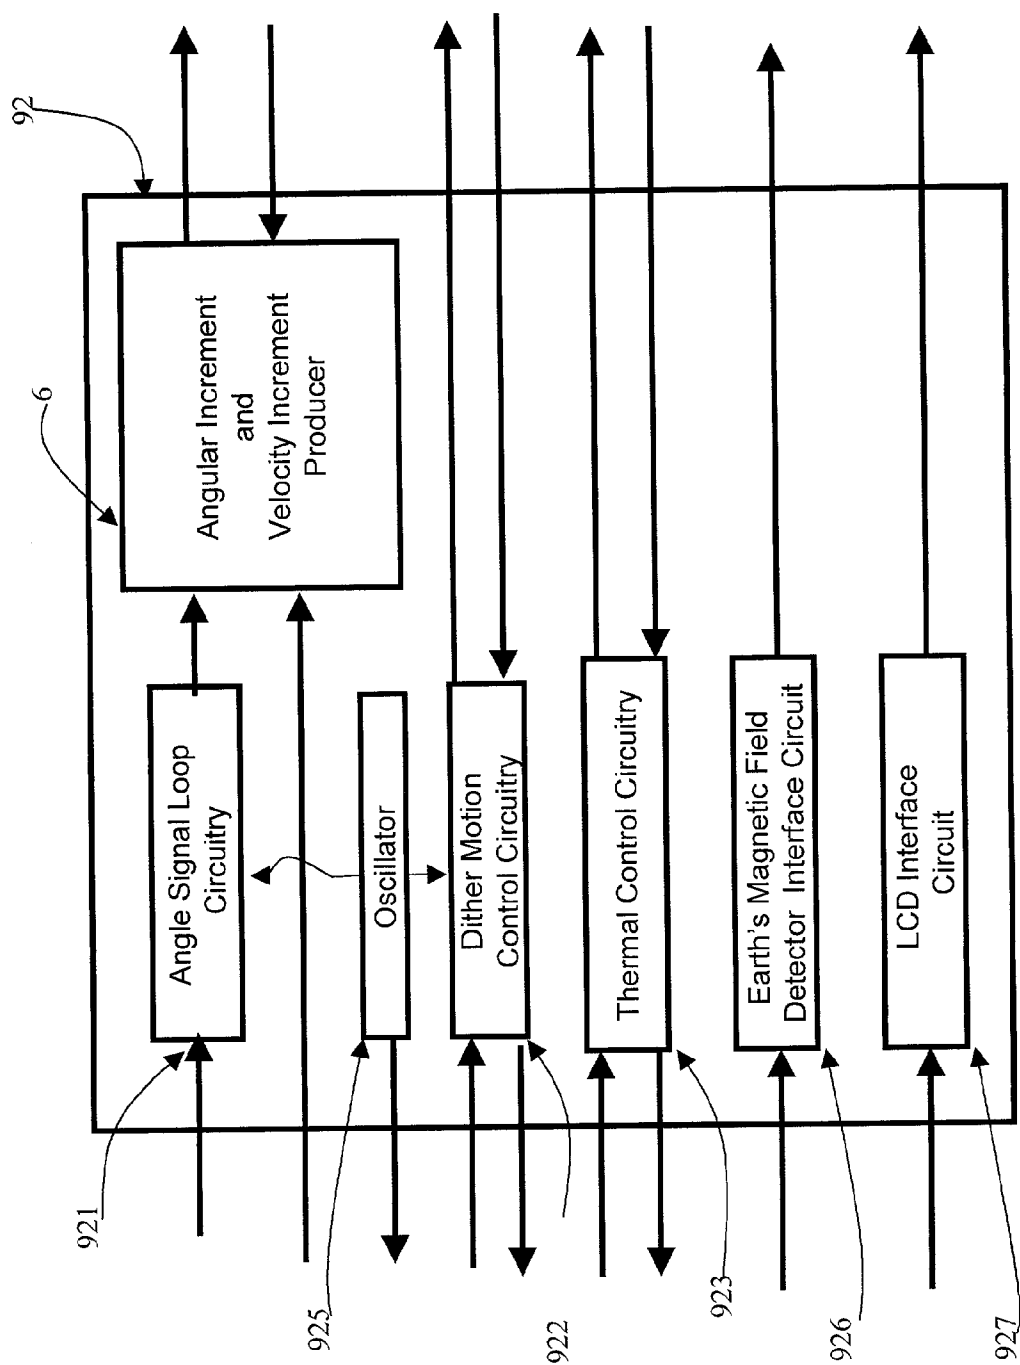 92
6
Angular Increment
and
Velocity Increment
Producer
921
Angle Signal Loop
Circuitry
925
Oscillator
922
Dither Motion
Control Circuitry
923
Thermal Control Circuitry
926
Earth's Magnetic Field
Detector Interface Circuit
927
LCD Interface
Circuit